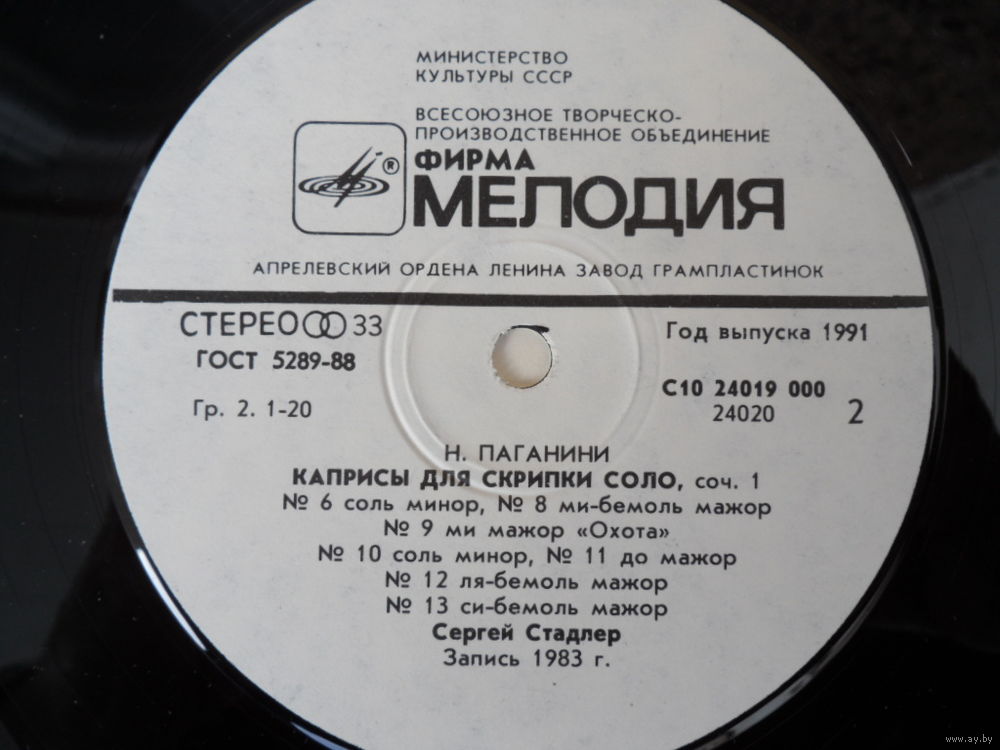 МИНИСТЕРСТВО
КУЛЬТУРЫ СССР
ВСЕСОЮЗНОЕ ТВОРЧЕСКО-
ПРОИЗВОДСТВЕННОЕ ОБЪЕДИНЕНИЕ
®
ФИРМА
МЕЛОДИЯ
АПРЕЛЕВСКИЙ ОРДЕНА ЛЕНИНА ЗАВОД ГРАМПЛАСТИНОК
СТЕРЕО 33
Год выпуска 1991
ГОСТ 5289-88
С10 24019 000
Гр. 2. 1-20
24020 2
Н. ПАГАНИНИ
КАПРИСЫ ДЛЯ СКРИПКИ СОЛО, соч. 1
№ 6 соль минор, № 8 ми-бемоль мажор
№ 9 ми мажор «Охота»
№ 10 соль минор, № 11 до мажор
№ 12 ля-бемоль мажор
№ 13 си-бемоль мажор
Сергей Стадлер
Запись 1983 г.
www.ay.by